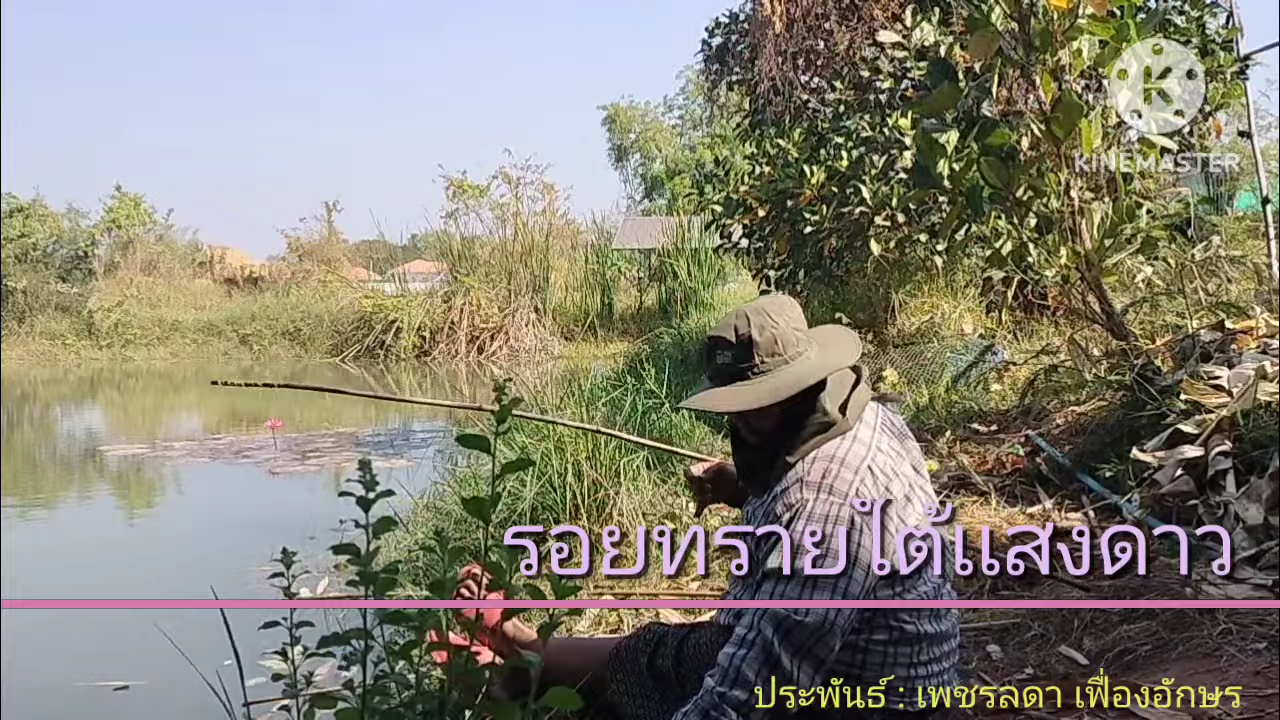 KINEMASTER
รอยทรายไต้แสงดาว
ประพันธ์ : เพชรลดา เฟื่องอักษร